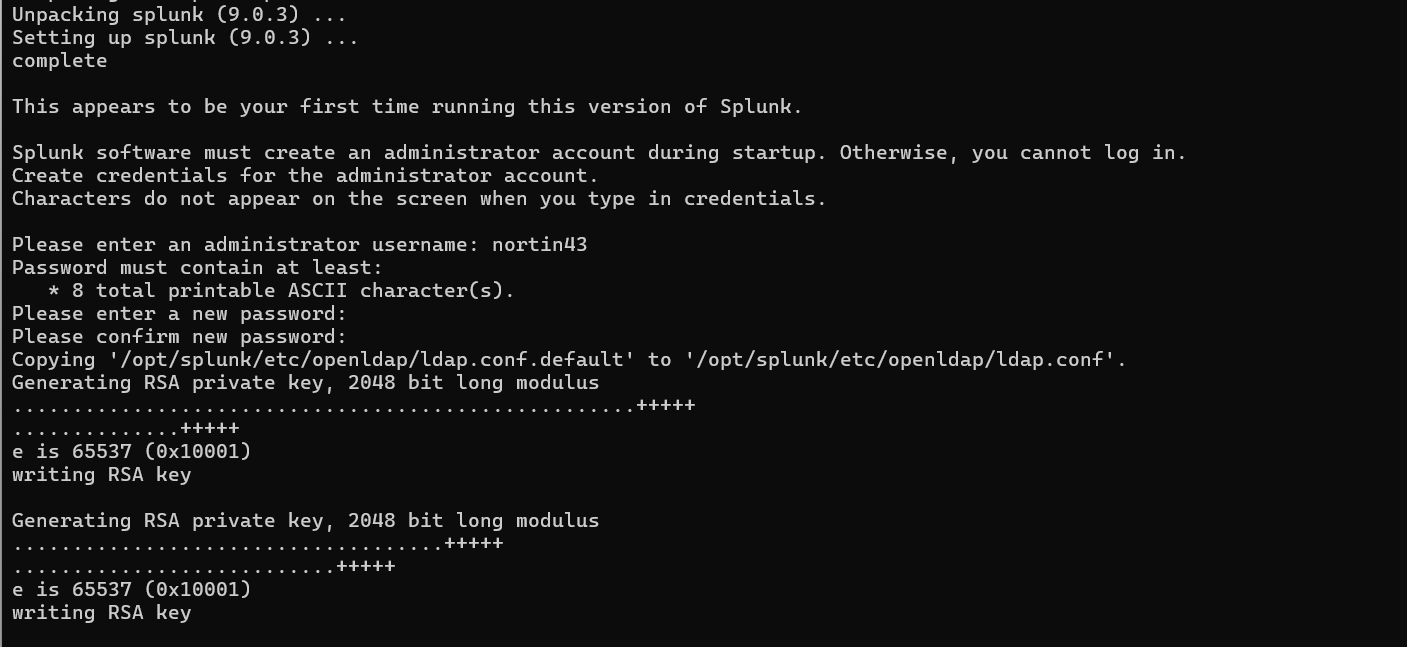 Unpacking splunk (9.0.3) ...
Setting up splunk (9.0.3) ...
complete

This appears to be your first time running this version of Splunk.

Splunk software must create an administrator account during startup. Otherwise, you cannot log in.
Create credentials for the administrator account.
Characters do not appear on the screen when you type in credentials.

Please enter an administrator username: nortin43
Password must contain at least:
   * 8 total printable ASCII character(s).
Please enter a new password:
Please confirm new password:
Copying '/opt/splunk/etc/openldap/ldap.conf.default' to '/opt/splunk/etc/openldap/ldap.conf'.
Generating RSA private key, 2048 bit long modulus
....................................................+++++
..............+++++
e is 65537 (0x10001)
writing RSA key

Generating RSA private key, 2048 bit long modulus
....................................+++++
...........................+++++
e is 65537 (0x10001)
writing RSA key